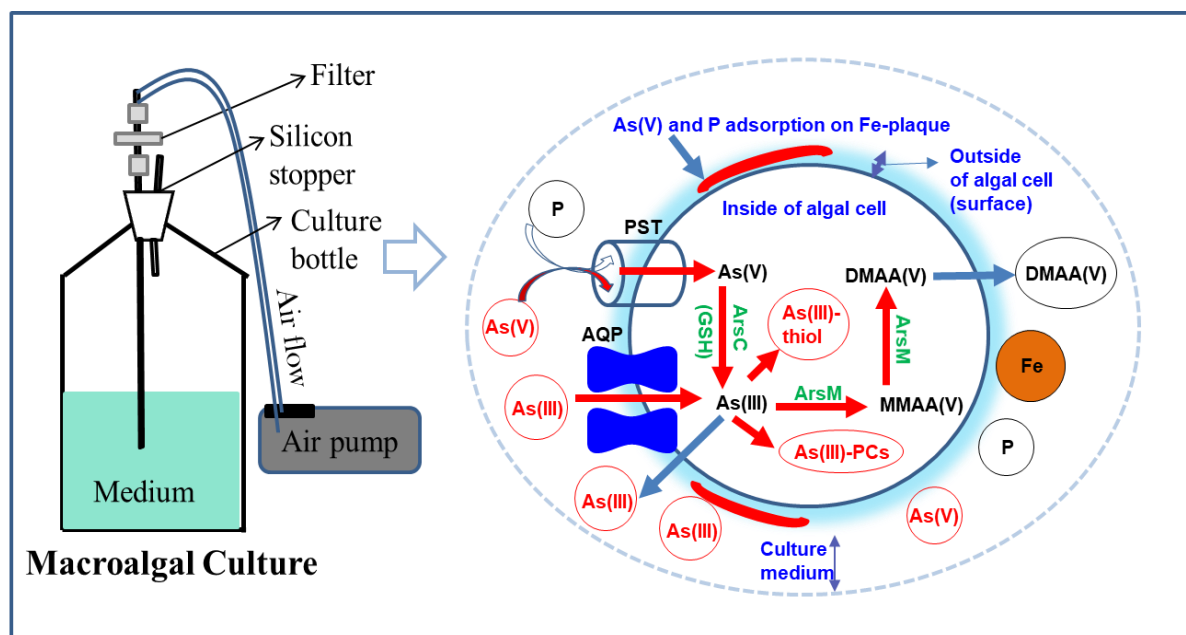 Filter
Silicon
stopper
Culture
bottle
Air flow
Air pump
Medium
Macroalgal Culture
As(V) and P adsorption on Fe-plaque
Outside
of algal cell
(surface)
Inside of algal cell
P
PST
As(V)
As(V)
DMAA(V)
DMAA(V)
ArsC
(GSH)
As(III)-
thiol
ArsM
AQP
Fe
As(III)
As(III)
ArsM
MMAA(V)
P
As(III)-PCs
As(III)
As(III)
As(V)
Culture
medium